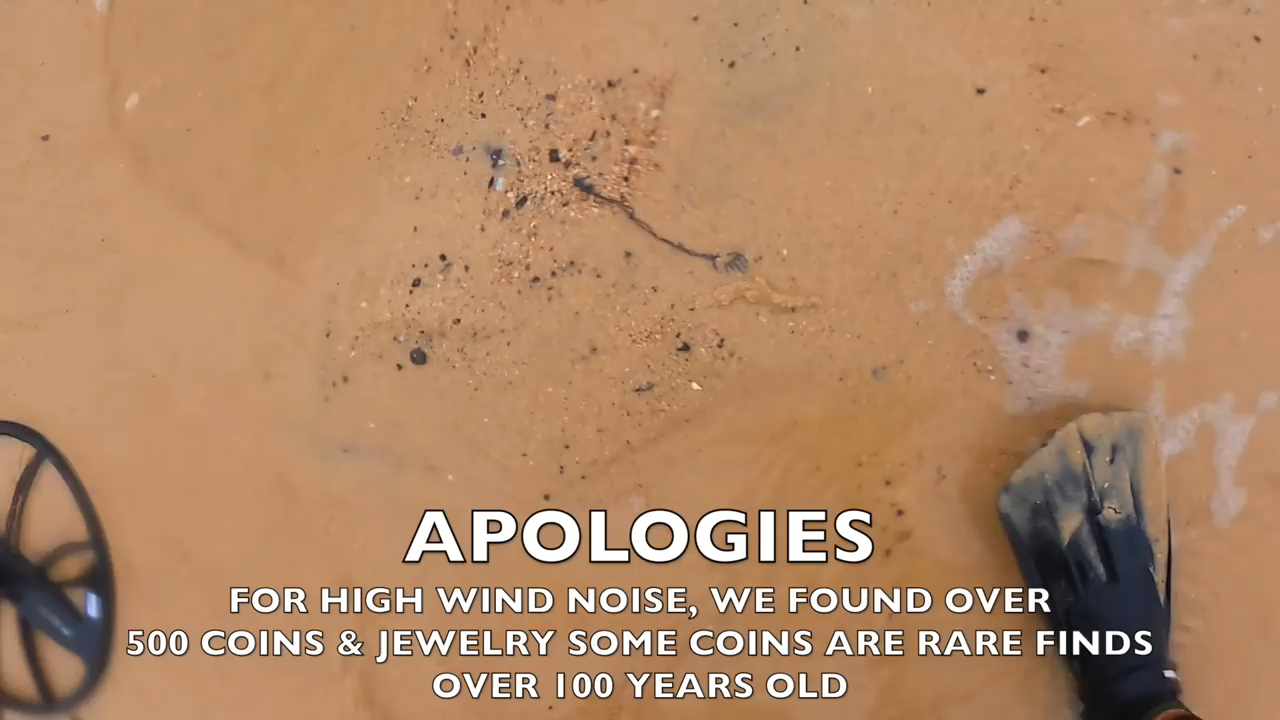 APOLOGIES
FOR HIGH WIND NOISE, WE FOUND OVER
500 COINS & JEWELRY SOME COINS ARE RARE FINDS
OVER 100 YEARS OLD